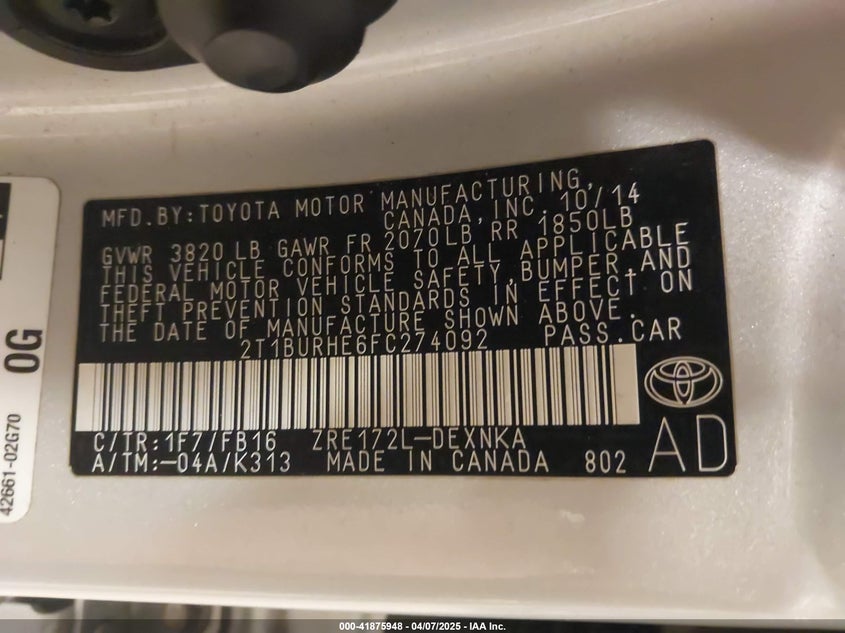 MFD.BY:TOYOTA MOTOR MANUFACTURING,
CANADA,INC. 10/14
GVWR 3820 LB GAWR FR 2070LB RR 1850LB
THIS VEHICLE CONFORMS TO ALL APPLICABLE
FEDERAL MOTOR VEHICLE SAFETY,BUMPER,AND
THEFT PREVENTION STANDARDS IN EFFECT ON
THE DATE OF MANUFACTURE SHOWN ABOVE.
2T1BURHE6FC274092 PASS.CAR
C/TR:1F7/FB16 ZRE172L-DEXNKA
A/TM:-04A/K313 MADE IN CANADA 802
AD
0G
42661-02G70
000-41875948 - 04/07/2025 - IAA Inc.